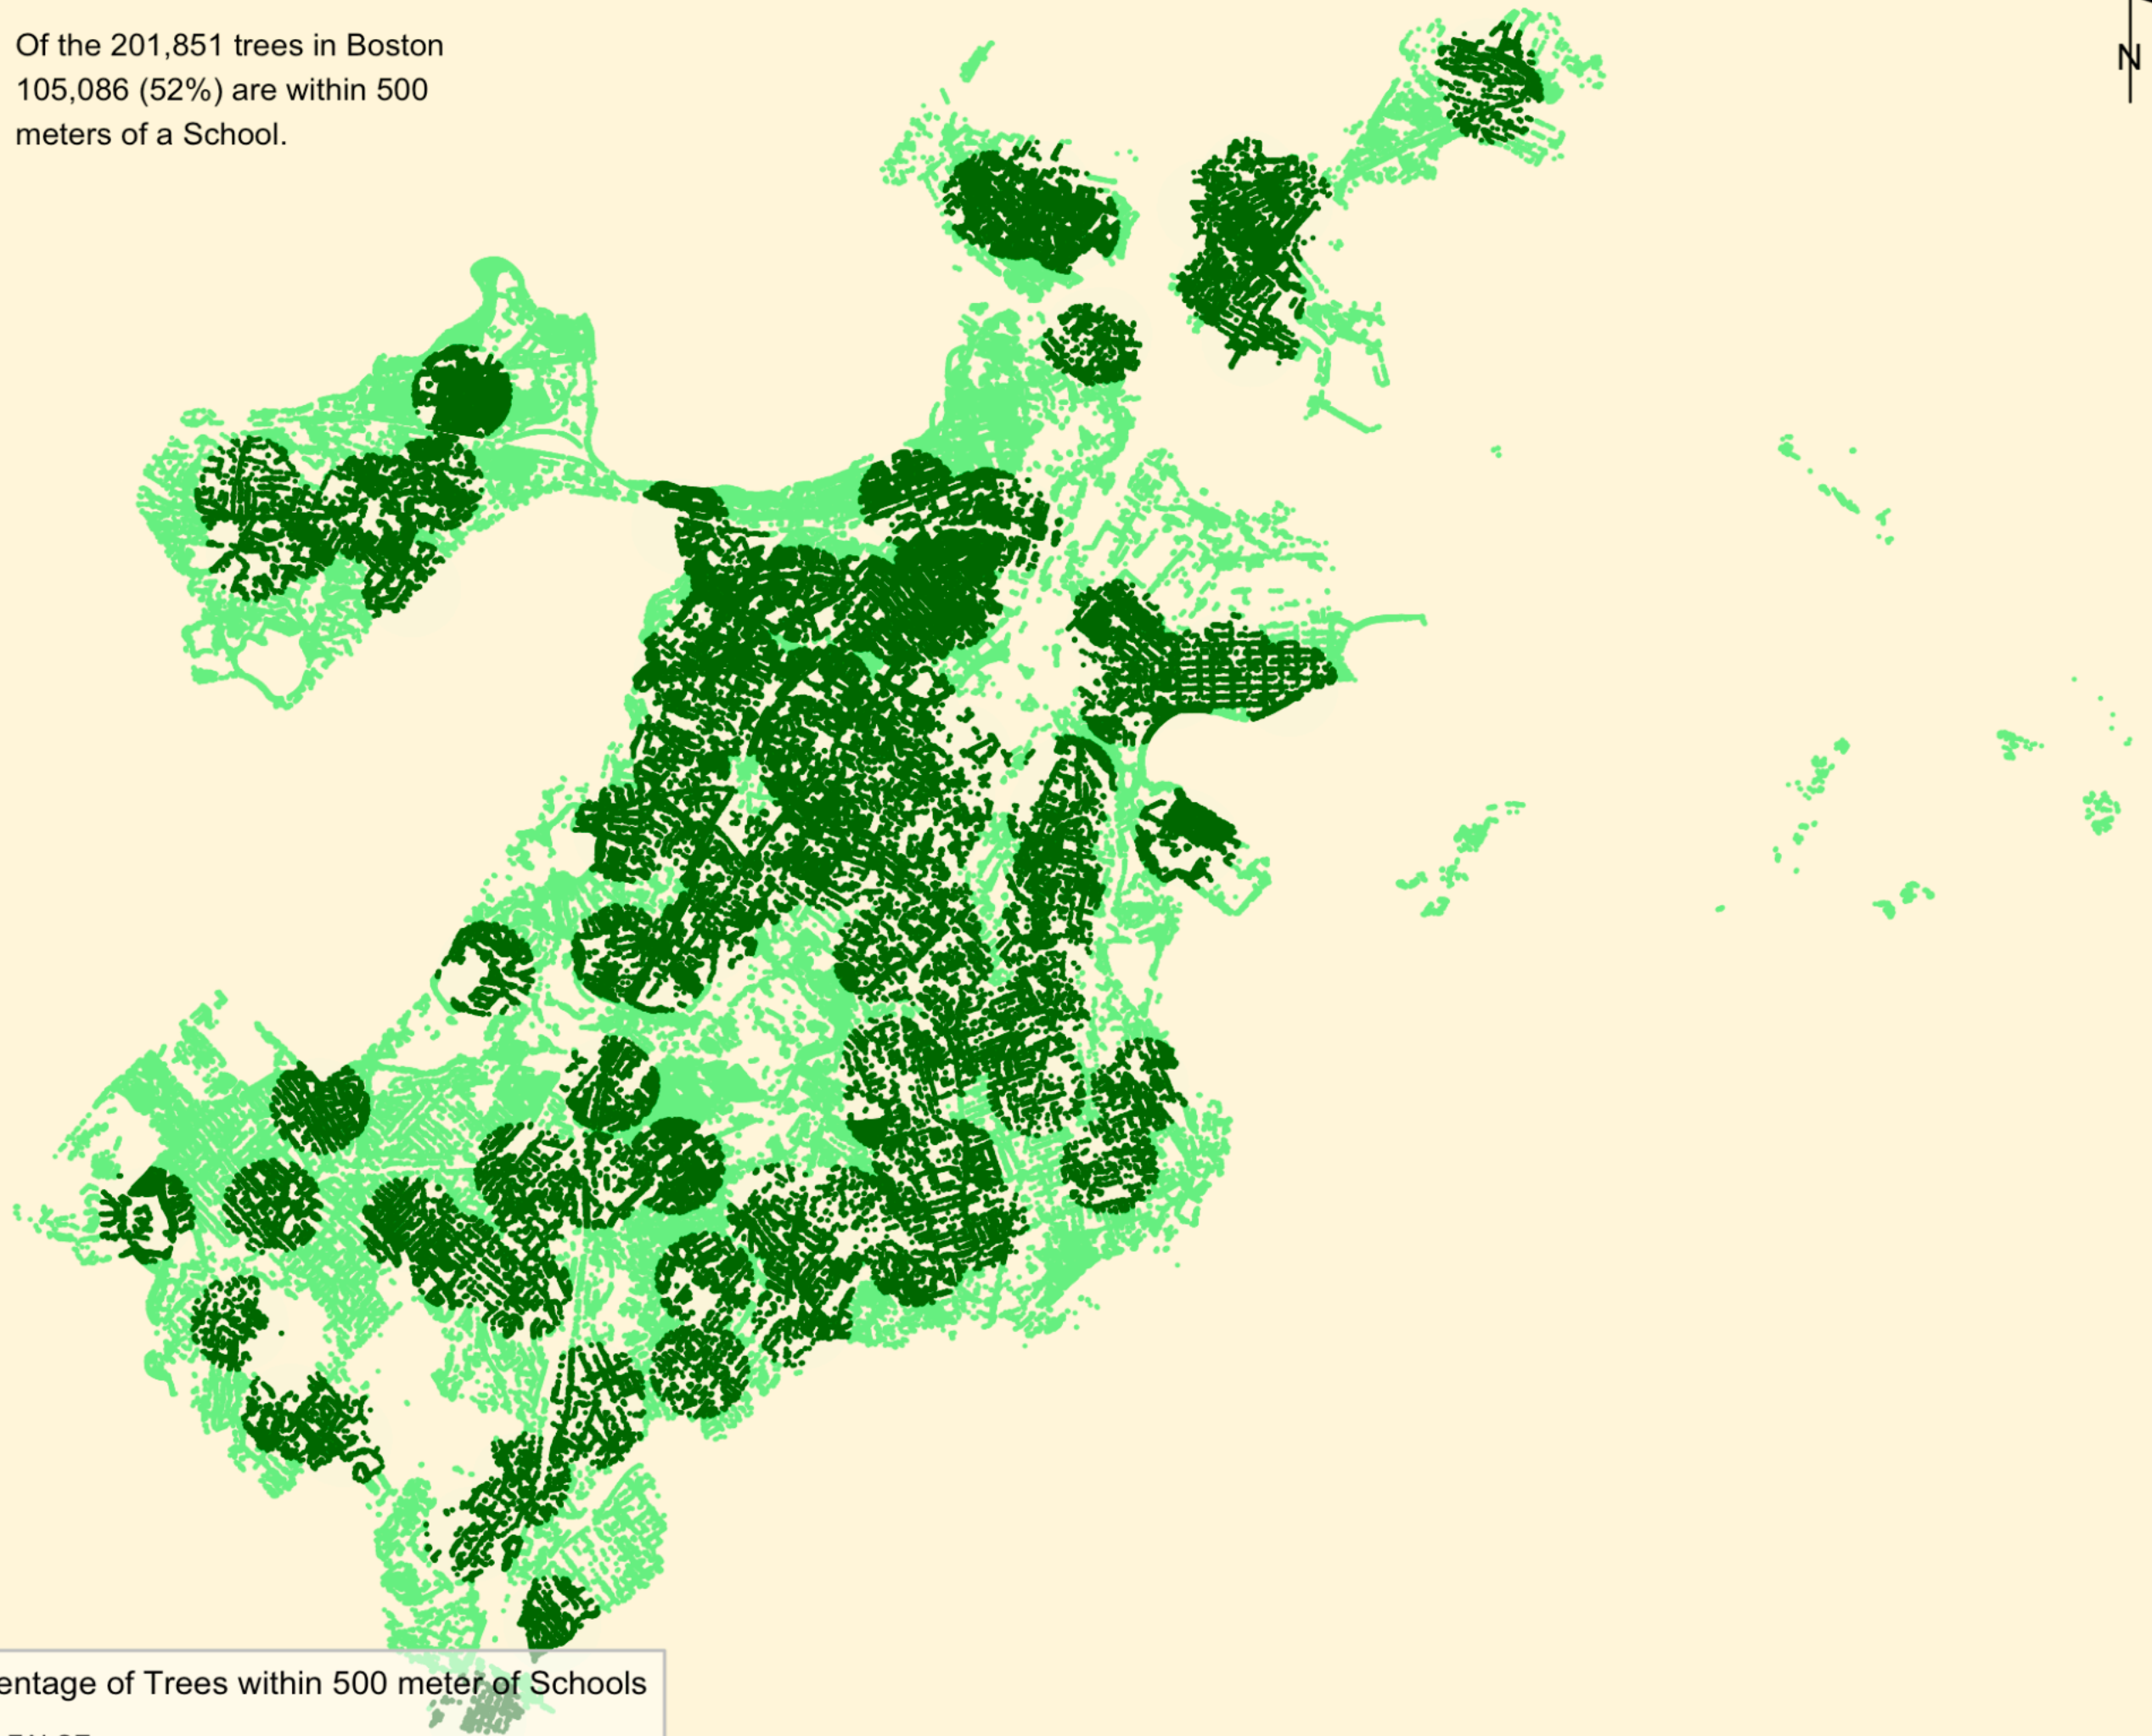 Of the 201,851 trees in Boston
N
105,086 (52%) are within 500
meters of a School.
entage of Trees within 500 meter of Schools